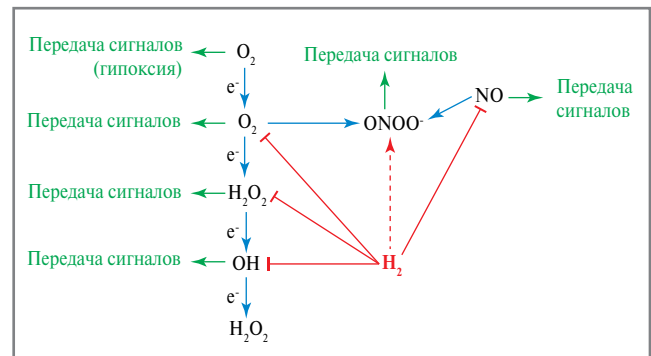 Передача сигналов
(гипоксия)
O₂
e⁻
Передача сигналов
NO
Передача
сигналов
Передача сигналов
O₂
ONOO⁻
e⁻
Передача сигналов
H₂O₂
e⁻
Передача сигналов
OH
H₂
e⁻
H₂O₂